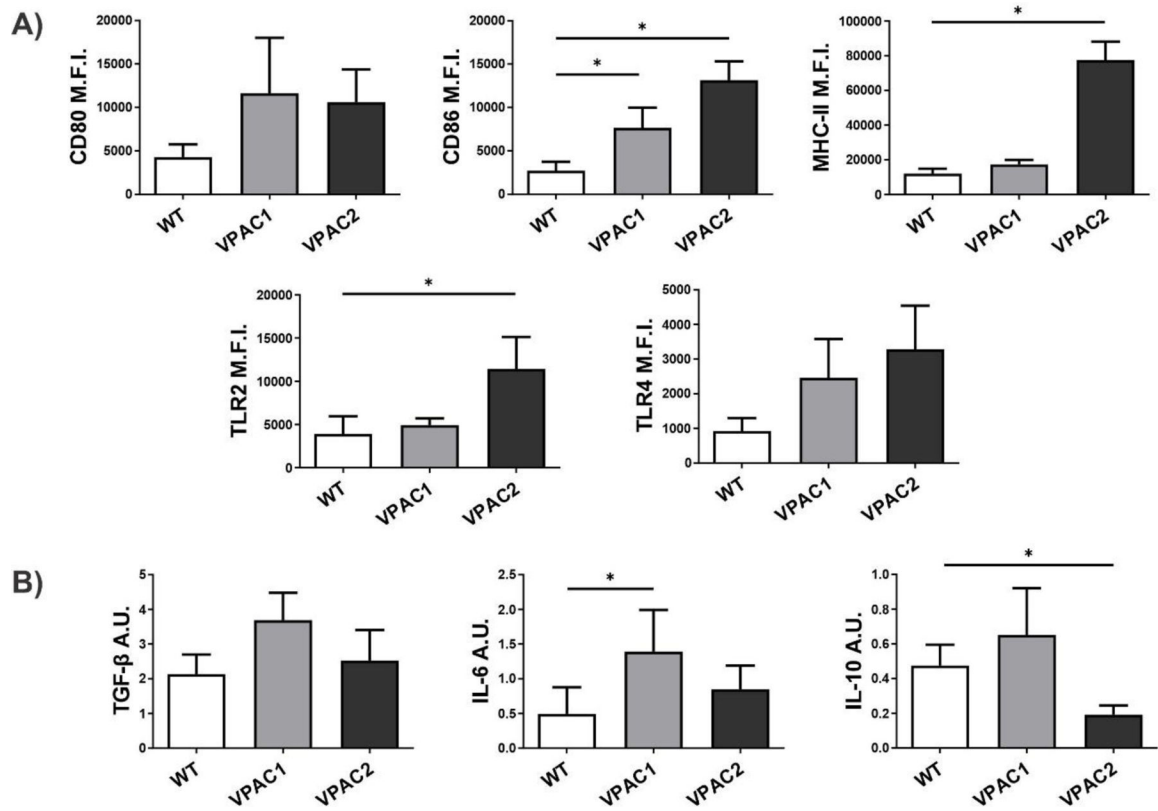 A)
CD80 M.F.I.
20000
15000
10000
5000
0
WT
VPAC1
VPAC2
CD86 M.F.I.
20000
15000
10000
5000
0
*
*
WT
VPAC1
VPAC2
MHC-II M.F.I.
100000
80000
60000
40000
20000
0
*
WT
VPAC1
VPAC2
TLR2 M.F.I.
20000
15000
10000
5000
0
*
WT
VPAC1
VPAC2
TLR4 M.F.I.
5000
4000
3000
2000
1000
0
WT
VPAC1
VPAC2
B)
TGF-β A.U.
5
4
3
2
1
0
WT
VPAC1
VPAC2
IL-6 A.U.
2.5
2.0
1.5
1.0
0.5
0.0
*
WT
VPAC1
VPAC2
IL-10 A.U.
1.0
0.8
0.6
0.4
0.2
0.0
*
WT
VPAC1
VPAC2